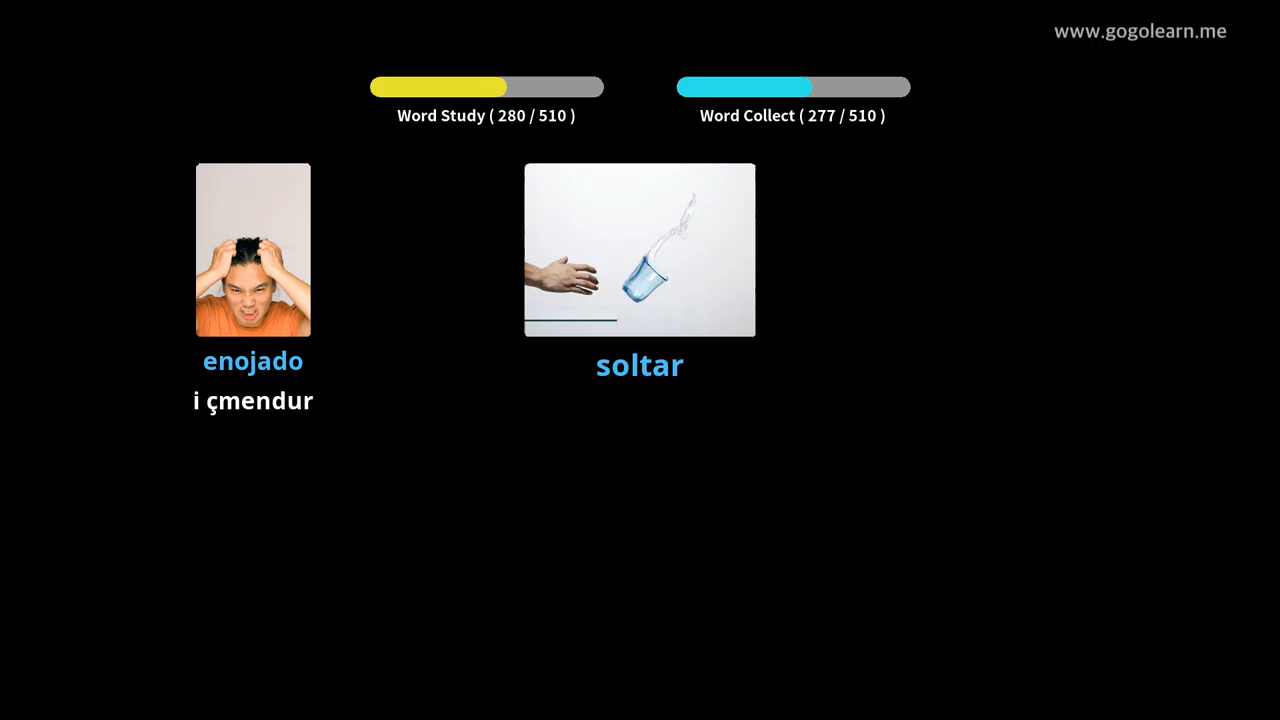 www.gogolearn.me
Word Study ( 280 / 510 )
Word Collect ( 277 / 510 )
enojado
i çmendur
soltar